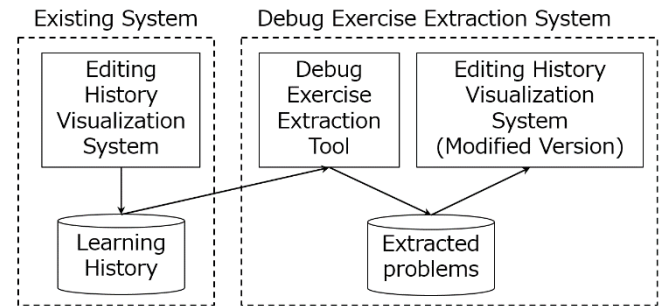 Existing System
Debug Exercise Extraction System
Editing
History
Visualization
System
Debug
Exercise
Extraction
Tool
Editing History
Visualization
System
(Modified Version)
Learning
History
Extracted
problems